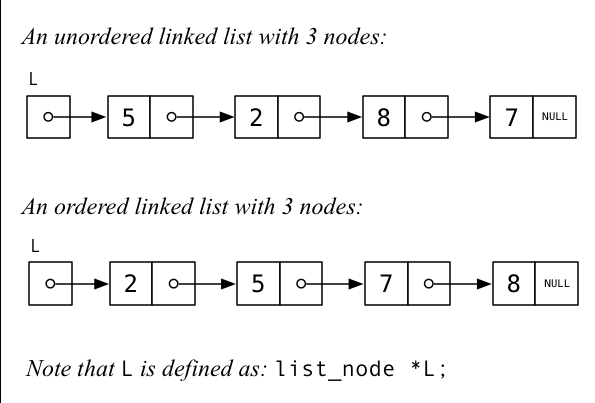 An unordered linked list with 3 nodes:
L
5 2 8 7 NULL
An ordered linked list with 3 nodes:
L
2 5 7 8 NULL
Note that L is defined as: list_node *L;